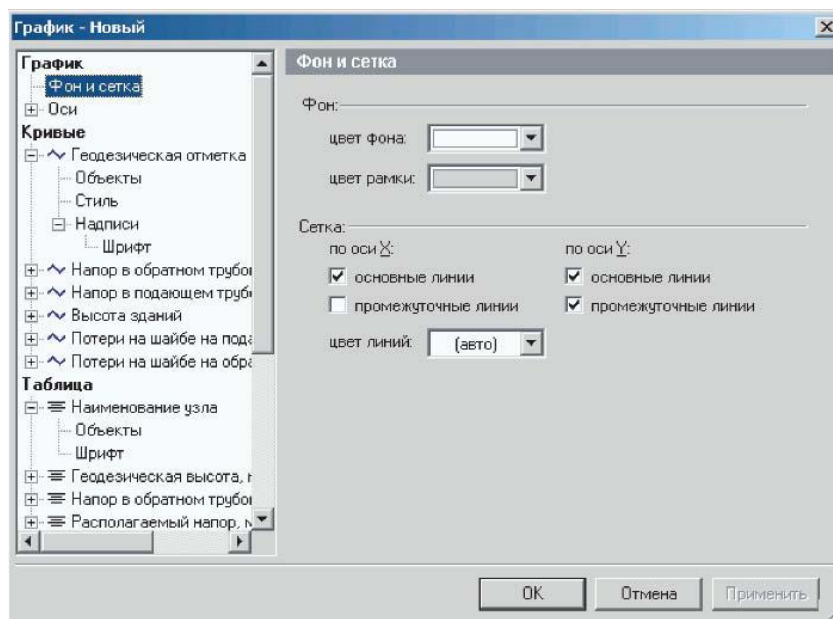 График - Новый
График
Фон и сетка
Оси
Кривые
Геодезическая отметка
Объекты
Стиль
Надписи
Шрифт
Напор в обратном трубо
Напор в подающем труб
Высота зданий
Потери на шайбе на пода
Потери на шайбе на обра
Таблица
Наименование узла
Объекты
Шрифт
Геодезическая высота,
Напор в обратном трубо
Располагаемый напор, м
Фон и сетка
Фон:
цвет фона:
цвет рамки:
Сетка:
по оси X: по оси Y:
основные линии основные линии
промежуточные линии промежуточные линии
цвет линий: (авто)
OK Отмена Применить